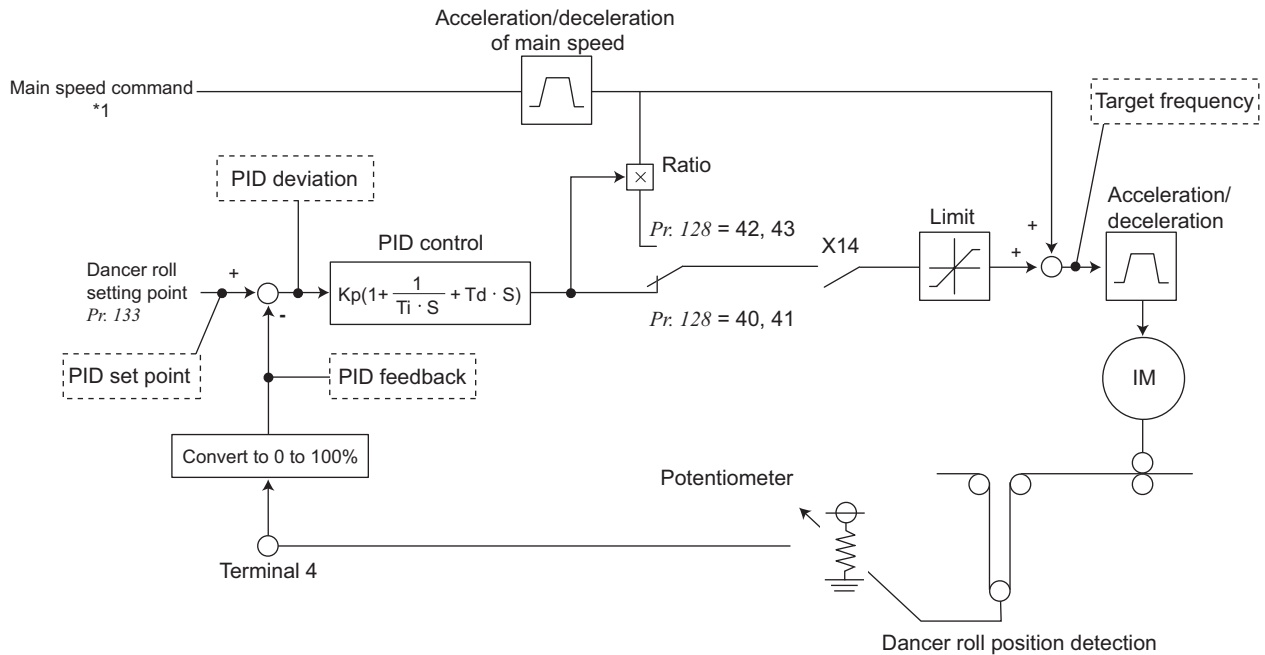 Acceleration/deceleration
of main speed
Main speed command
*1
Target frequency
PID deviation
Ratio
Acceleration/
deceleration
Pr. 128 = 42, 43
Limit
X14
PID control
+
+
Dancer roll
setting point
Pr. 133
+
-
Kp(1+ 1/(Ti · S) + Td · S)
Pr. 128 = 40, 41
PID set point
PID feedback
IM
Convert to 0 to 100%
Potentiometer
Terminal 4
Dancer roll position detection
×